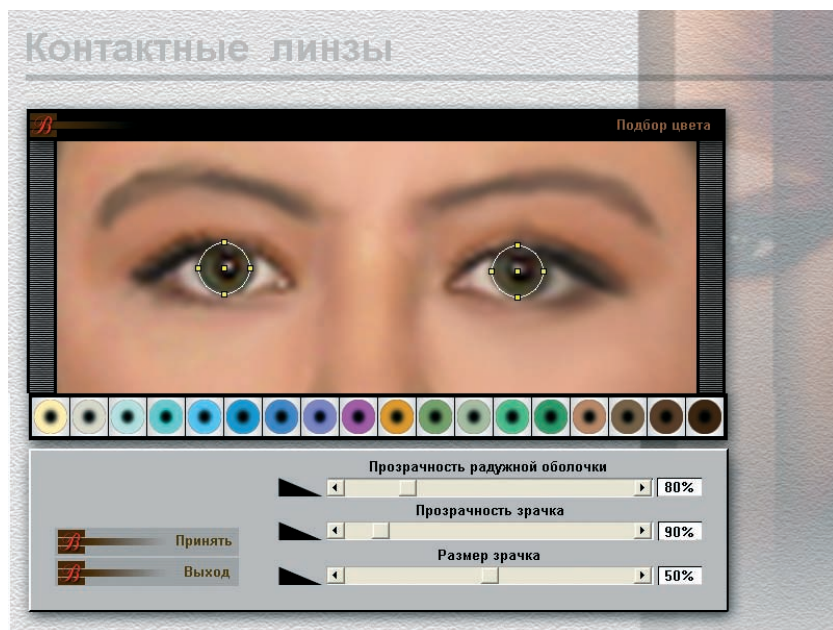 Контактные линзы
Подбор цвета
Прозрачность радужной оболочки
80%
Прозрачность зрачка
90%
Размер зрачка
50%
Принять
Выход